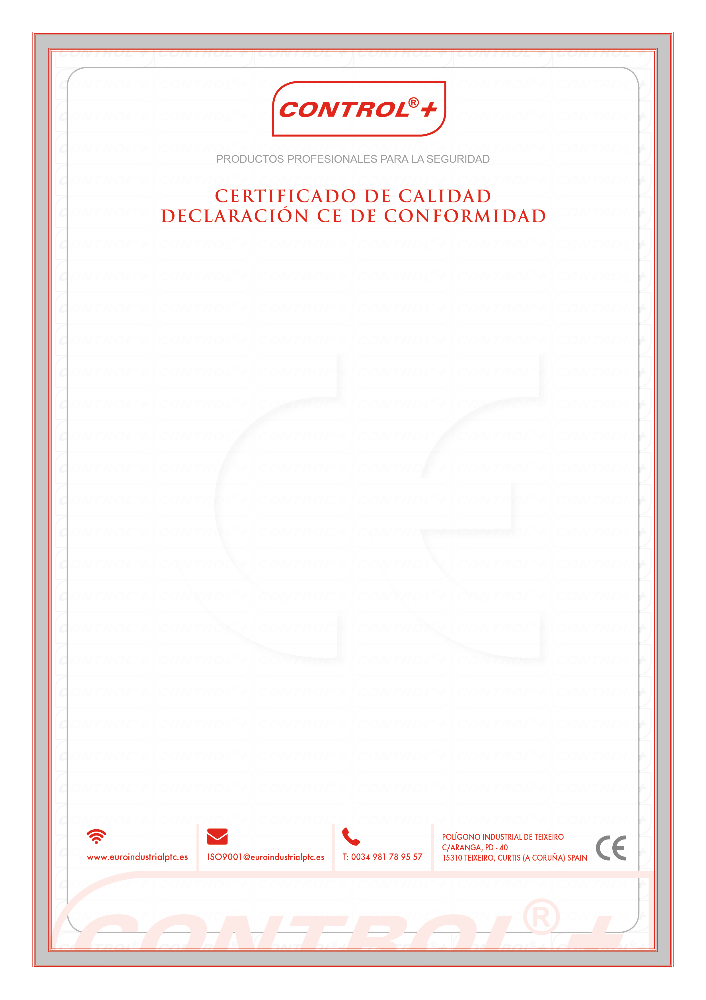 CONTROL®+
PRODUCTOS PROFESIONALES PARA LA SEGURIDAD
CERTIFICADO DE CALIDAD
DECLARACIÓN CE DE CONFORMIDAD
www.euroindustrialptc.es
ISO9001@euroindustrialptc.es
T: 0034 981 78 95 57
POLÍGONO INDUSTRIAL DE TEIXEIRO
C/ARANGA, PD - 40
15310 TEIXEIRO, CURTIS (A CORUÑA) SPAIN
CE
CONTROL®+